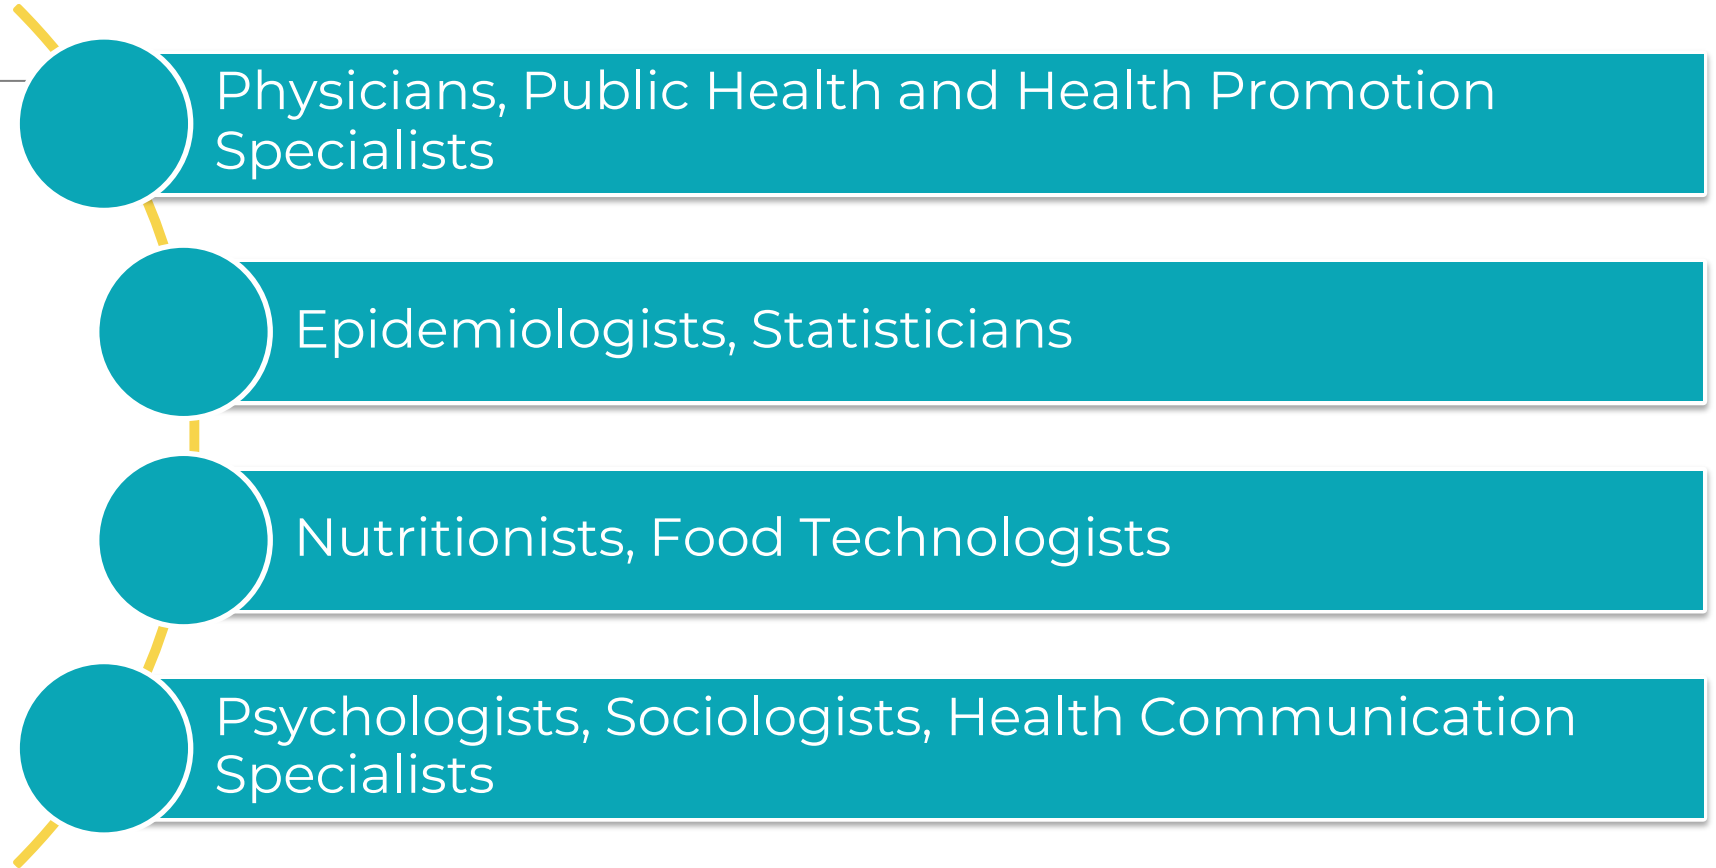 Physicians, Public Health and Health Promotion
Specialists
Epidemiologists, Statisticians
Nutritionists, Food Technologists
Psychologists, Sociologists, Health Communication
Specialists